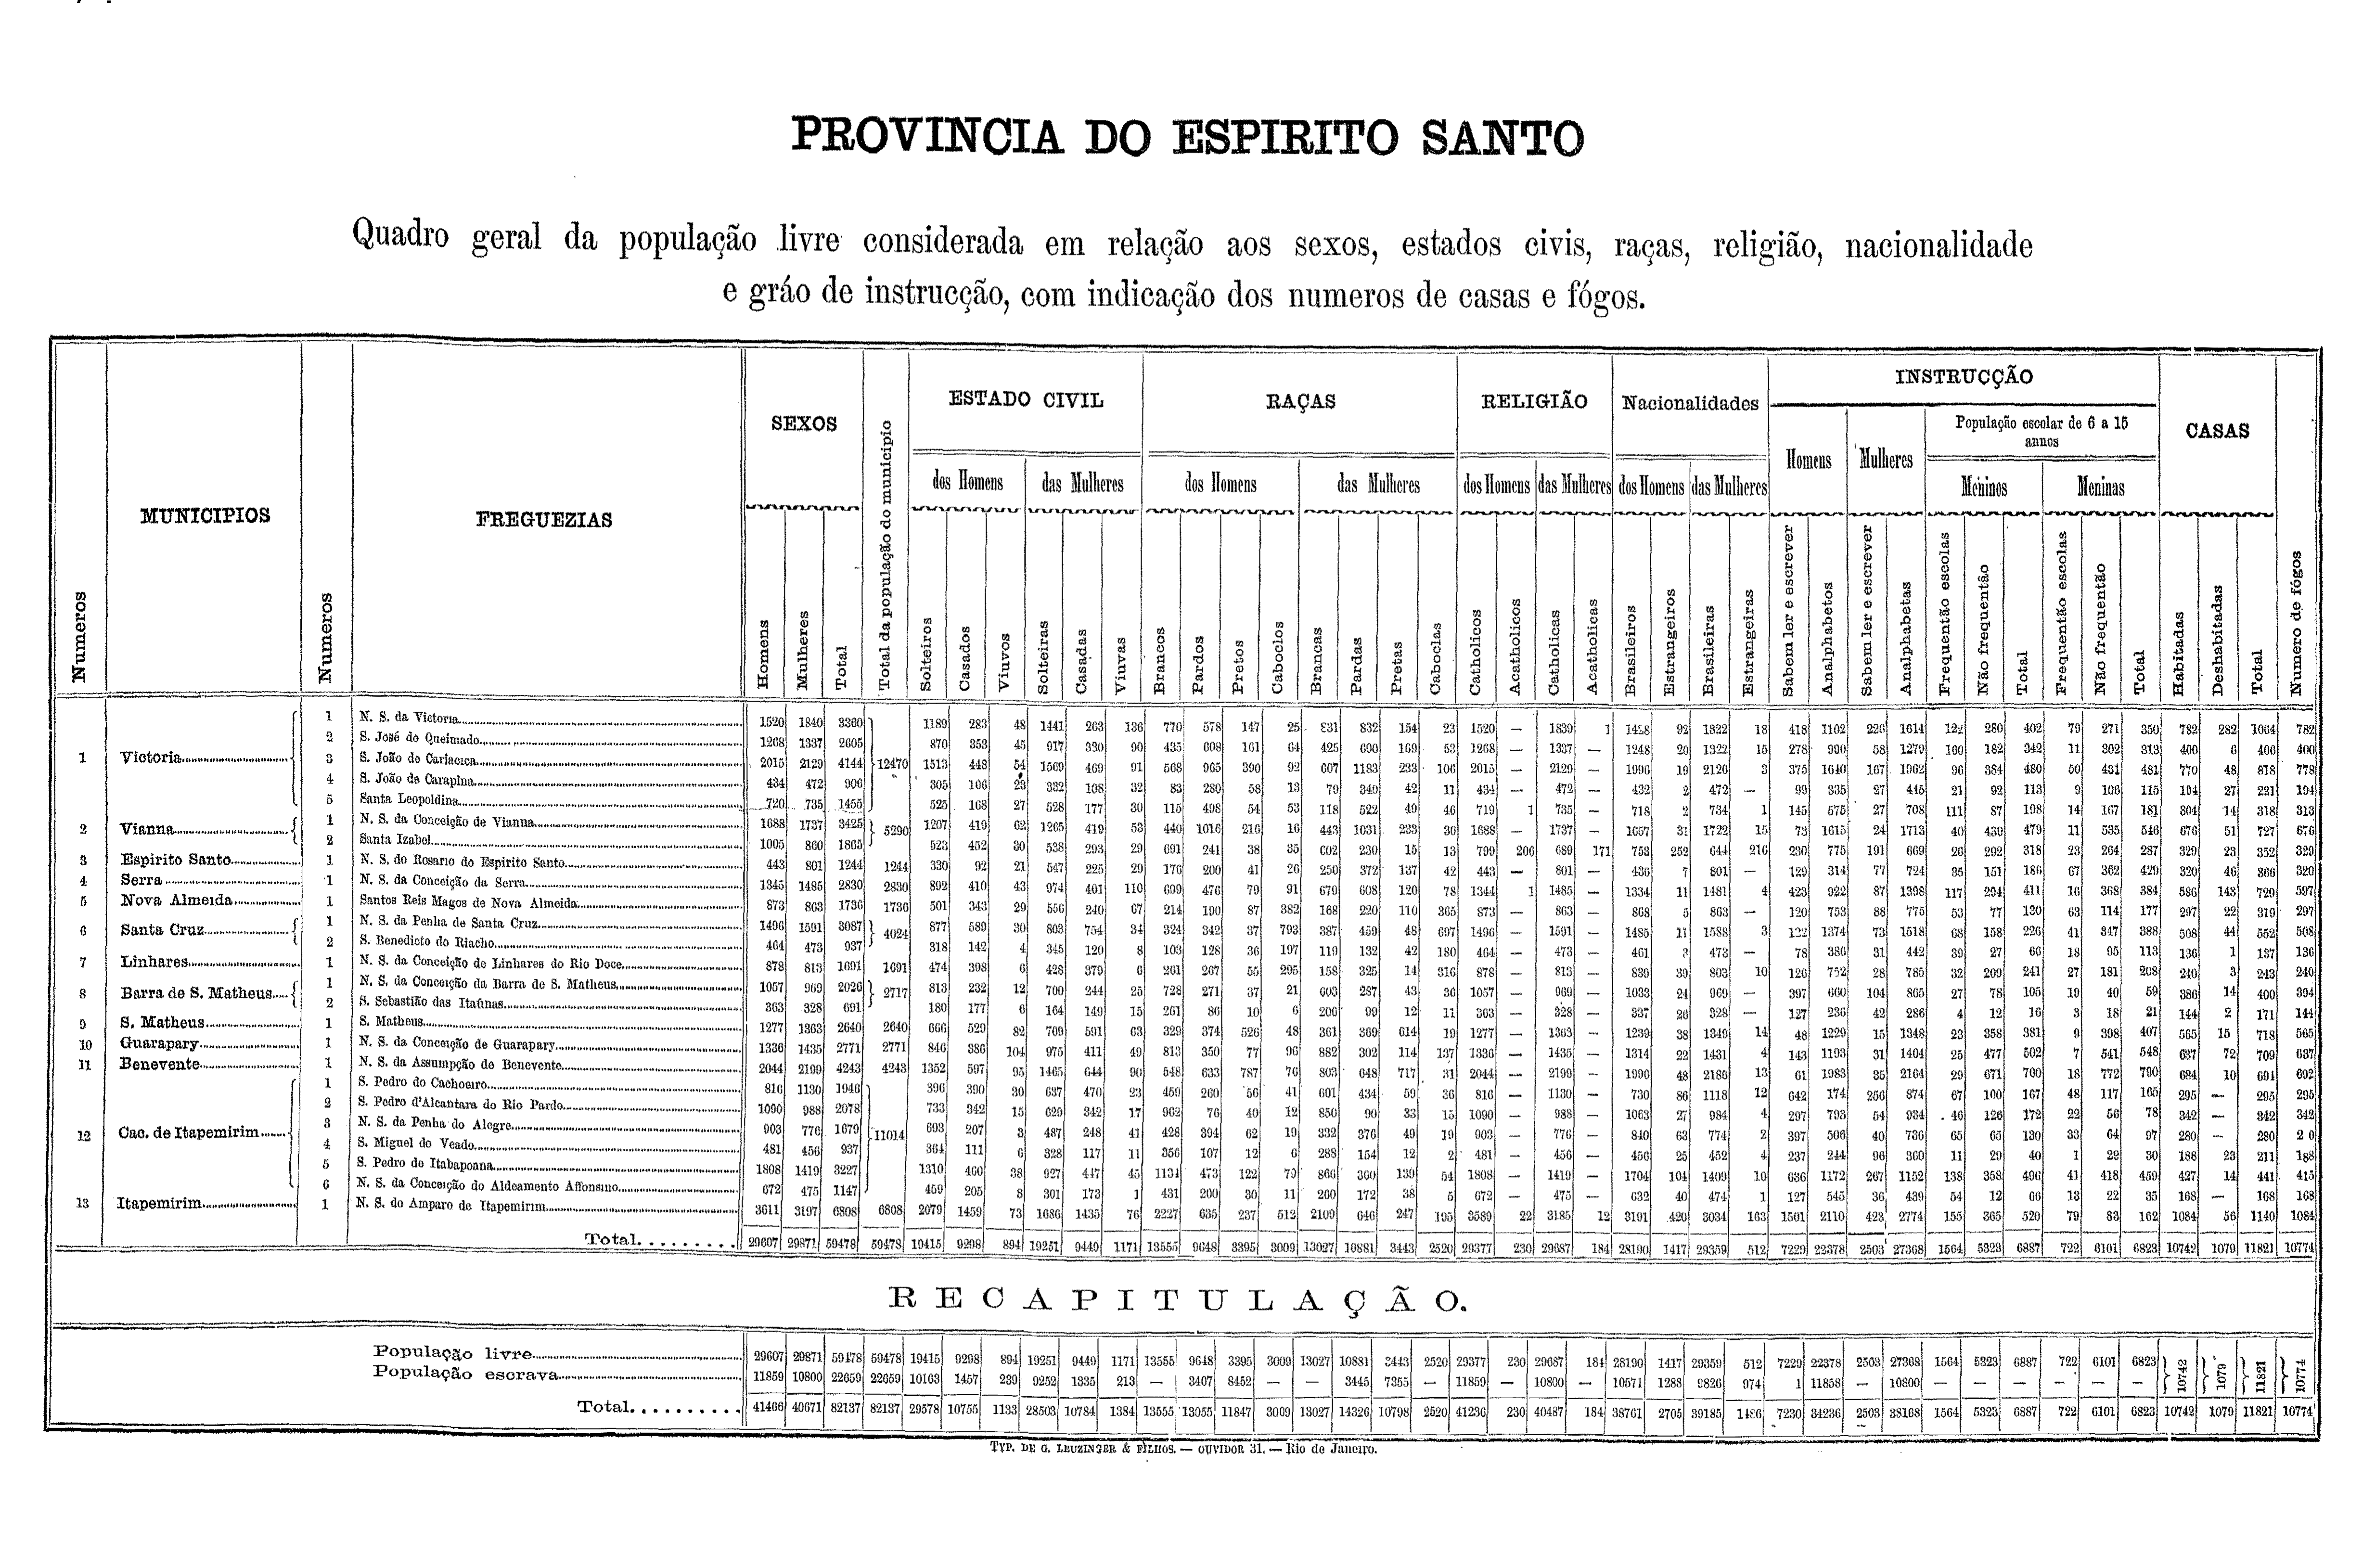 PROVINCIA DO ESPIRITO SANTO
Quadro geral da população livre considerada em relação aos sexos, estados civis, raças, religião, nacionalidade
e gráo de instrucção, com indicação dos numeros de casas e fógos.
Numeros
MUNICIPIOS
Numeros
FREGUEZIAS
SEXOS
Homens
Mulheres
Total
Total da população do municipio
ESTADO CIVIL
dos Homens
Solteiros
Casados
Viuvos
das Mulheres
Solteiras
Casadas
Viuvas
RAÇAS
dos Homens
Brancos
Pardos
Pretos
Caboclos
das Mulheres
Brancas
Pardas
Pretas
Caboclas
RELIGIÃO
dos Homens
Catholicos
Acatholicos
das Mulheres
Catholicas
Acatholicas
Nacionalidades
dos Homens
Brasileiros
Estrangeiros
das Mulheres
Brasileiras
Estrangeiras
INSTRUCÇÃO
Homens
Sabem ler e escrever
Analphabetos
Mulheres
Sabem ler e escrever
Analphabetas
População escolar de 6 a 15
annos
Meninos
Frequentão escolas
Não frequentão
Total
Meninas
Frequentão escolas
Não frequentão
Total
CASAS
Habitadas
Deshabitadas
Total
Numero de fógos
1 Victoria 12470
1 N. S. da Victoria 1520 1840 3360 1189 283 48 1441 263 136 770 578 147 25 831 832 154 23 1520 — 1839 1 1428 92 1822 18 418 1102 226 1614 122 280 402 79 271 350 782 282 1064 782
2 S. José do Queimado 1268 1337 2605 870 353 45 917 330 90 435 608 161 64 425 690 169 53 1268 — 1337 — 1248 20 1322 15 278 990 58 1279 160 182 342 11 302 313 400 6 406 400
3 S. João de Cariacica 2015 2129 4144 1513 448 54 1569 469 91 568 965 390 92 607 1183 233 106 2015 — 2129 — 1996 19 2126 3 375 1640 167 1962 96 384 480 50 431 481 770 48 818 778
4 S. João de Carapina 434 472 906 305 106 23 332 108 32 83 280 58 13 79 340 42 11 434 — 472 — 432 2 472 — 99 335 27 445 21 92 113 9 106 115 194 27 221 194
5 Santa Leopoldina 720 735 1455 525 168 27 528 177 30 115 498 54 53 118 522 49 46 719 1 735 — 718 2 734 1 145 575 27 708 111 87 198 14 167 181 304 14 318 313
2 Vianna 5290
1 N. S. da Conceição de Vianna 1688 1737 3425 1207 419 62 1265 419 53 440 1016 216 16 443 1031 233 30 1688 — 1737 — 1657 31 1722 15 73 1615 24 1713 40 439 479 11 535 546 676 51 727 676
2 Santa Izabel 1005 860 1865 523 452 30 538 293 29 691 241 38 35 602 230 15 13 799 206 689 171 753 252 644 216 230 775 191 669 26 292 318 23 264 287 329 23 352 329
3 Espirito Santo 1 N. S. do Rosario do Espirito Santo 443 801 1244 1244 330 92 21 547 225 29 176 200 41 26 250 372 137 42 443 — 801 — 436 7 801 — 129 314 77 724 35 151 186 67 362 429 320 46 366 320
4 Serra 1 N. S. da Conceição da Serra 1345 1485 2830 2830 892 410 43 974 401 110 699 476 79 91 679 608 120 78 1344 1 1485 — 1334 11 1481 4 423 922 87 1398 117 294 411 16 368 384 586 143 729 597
5 Nova Almeida 1 Santos Reis Magos de Nova Almeida 873 863 1736 1736 501 343 29 556 240 67 214 190 87 382 168 220 110 365 873 — 863 — 868 5 863 — 120 753 88 775 53 77 130 63 114 177 297 22 319 297
6 Santa Cruz 4024
1 N. S. da Penha de Santa Cruz 1496 1591 3087 877 589 30 803 754 34 324 342 37 793 387 459 48 697 1496 — 1591 — 1485 11 1588 3 122 1374 73 1518 68 158 226 41 347 388 508 44 552 508
2 S. Benedicto do Riacho 464 473 937 318 142 4 345 120 8 103 128 36 197 119 132 42 180 464 — 473 — 461 3 473 — 78 386 31 442 39 27 66 18 95 113 136 1 137 136
7 Linhares 1 N. S. da Conceição de Linhares do Rio Doce 878 813 1691 1691 474 398 6 428 379 6 261 267 55 295 158 325 14 316 878 — 813 — 839 39 803 10 126 752 28 785 32 209 241 27 181 208 240 3 243 240
8 Barra de S. Matheus 2717
1 N. S. da Conceição da Barra de S. Matheus 1057 969 2026 813 232 12 700 244 25 728 271 37 21 603 287 43 36 1057 — 969 — 1033 24 969 — 397 660 104 865 27 78 105 19 40 59 386 14 400 394
2 S. Sebastião das Itaúnas 363 328 691 180 177 6 164 149 15 261 86 10 6 206 99 12 11 363 — 328 — 337 26 328 — 127 236 42 286 4 12 16 3 18 21 144 2 171 144
9 S. Matheus 1 S. Matheus 1277 1363 2640 2640 666 529 82 709 591 63 329 374 526 48 361 369 614 19 1277 — 1363 — 1239 38 1349 14 48 1229 15 1348 23 358 381 9 398 407 565 15 718 565
10 Guarapary 1 N. S. da Conceição de Guarapary 1336 1435 2771 2771 846 386 104 975 411 49 813 350 77 96 882 302 114 137 1336 — 1435 — 1314 22 1431 4 143 1193 31 1404 25 477 502 7 541 548 637 72 709 637
11 Benevente 1 N. S. da Assumpção de Benevente 2044 2199 4243 4243 1352 597 95 1465 644 90 548 633 787 76 803 648 717 31 2044 — 2199 — 1996 48 2186 13 61 1983 35 2164 29 671 700 18 772 790 684 10 691 692
12 Cac. de Itapemirim 11014
1 S. Pedro do Cachoeiro 816 1130 1946 396 390 30 637 470 23 459 260 56 41 601 434 59 36 816 — 1130 — 730 86 1118 12 642 174 256 874 67 100 167 48 117 165 295 — 295 295
2 S. Pedro d'Alcantara do Rio Pardo 1090 988 2078 733 342 15 629 342 17 962 76 40 12 850 90 33 15 1090 — 988 — 1063 27 984 4 297 793 54 934 46 126 172 22 56 78 342 — 342 342
3 N. S. da Penha do Alegre 903 776 1679 693 207 3 487 248 41 428 394 62 19 332 376 49 19 903 — 776 — 840 63 774 2 397 506 40 736 65 65 130 33 64 97 280 — 280 2 0
4 S. Miguel do Veado 481 456 937 364 111 6 328 117 11 356 107 12 6 288 154 12 2 481 — 456 — 456 25 452 4 237 244 96 360 11 29 40 1 29 30 188 23 211 188
5 S. Pedro de Itabapoana 1808 1419 3227 1310 460 38 927 447 45 1134 473 122 79 866 360 139 54 1808 — 1419 — 1704 104 1409 10 636 1172 267 1152 138 358 496 41 418 459 427 14 441 415
6 N. S. da Conceição do Aldeamento Affonsino 672 475 1147 459 205 8 301 173 1 431 200 30 11 260 172 38 5 672 — 475 — 632 40 474 1 127 545 36 439 54 12 66 13 22 35 168 — 168 168
13 Itapemirim 1 N. S. do Amparo de Itapemirim 3611 3197 6808 6808 2079 1459 73 1686 1435 76 2227 635 237 512 2109 646 247 195 3589 22 3185 12 3191 420 3034 163 1501 2110 423 2774 155 365 520 79 83 162 1084 56 1140 1084
Total 29607 29871 59478 59478 19415 9298 894 19251 9449 1171 13555 9648 3395 3009 13027 10881 3443 2520 29377 230 29687 184 28190 1417 29359 512 7229 22378 2503 27368 1564 5323 6887 722 6101 6823 10742 1079 11821 10774
RECAPITULAÇÃO.
População livre 29607 29871 59478 59478 19415 9298 894 19251 9449 1171 13555 9648 3395 3009 13027 10881 3443 2520 29377 230 29687 184 28190 1417 29359 512 7229 22378 2503 27368 1564 5323 6887 722 6101 6823 10742 1079 11821 10774
População escrava 11859 10800 22659 22659 10163 1457 239 9252 1335 213 — 3407 8452 — — 3445 7355 — 11859 — 10800 — 10571 1288 9826 974 1 11858 — 10800 — — — — — —
Total 41466 40671 82137 82137 29578 10755 1133 28503 10784 1384 13555 13055 11847 3009 13027 14326 10798 2520 41236 230 40487 184 38761 2705 39185 1486 7230 34236 2503 38168 1564 5323 6887 722 6101 6823 10742 1079 11821 10774
TYP. DE G. LEUZINGER & FILHOS. — OUVIDOR 31. — Rio de Janeiro.